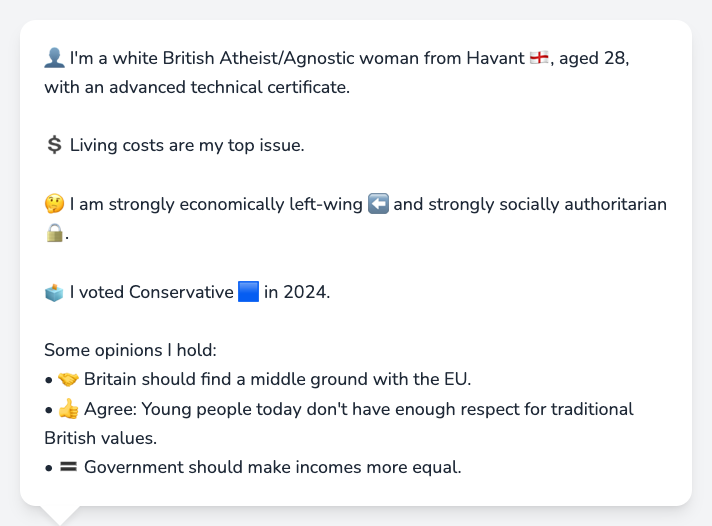 👤 I'm a white British Atheist/Agnostic woman from Havant 🏴󠁧󠁢󠁥󠁮󠁧󠁿, aged 28,
with an advanced technical certificate.
💲 Living costs are my top issue.
🤔 I am strongly economically left-wing ⬅️ and strongly socially authoritarian
🔒.
🗳️ I voted Conservative 🟦 in 2024.
Some opinions I hold:
• 🤝 Britain should find a middle ground with the EU.
• 👍 Agree: Young people today don't have enough respect for traditional
British values.
• 🟰 Government should make incomes more equal.